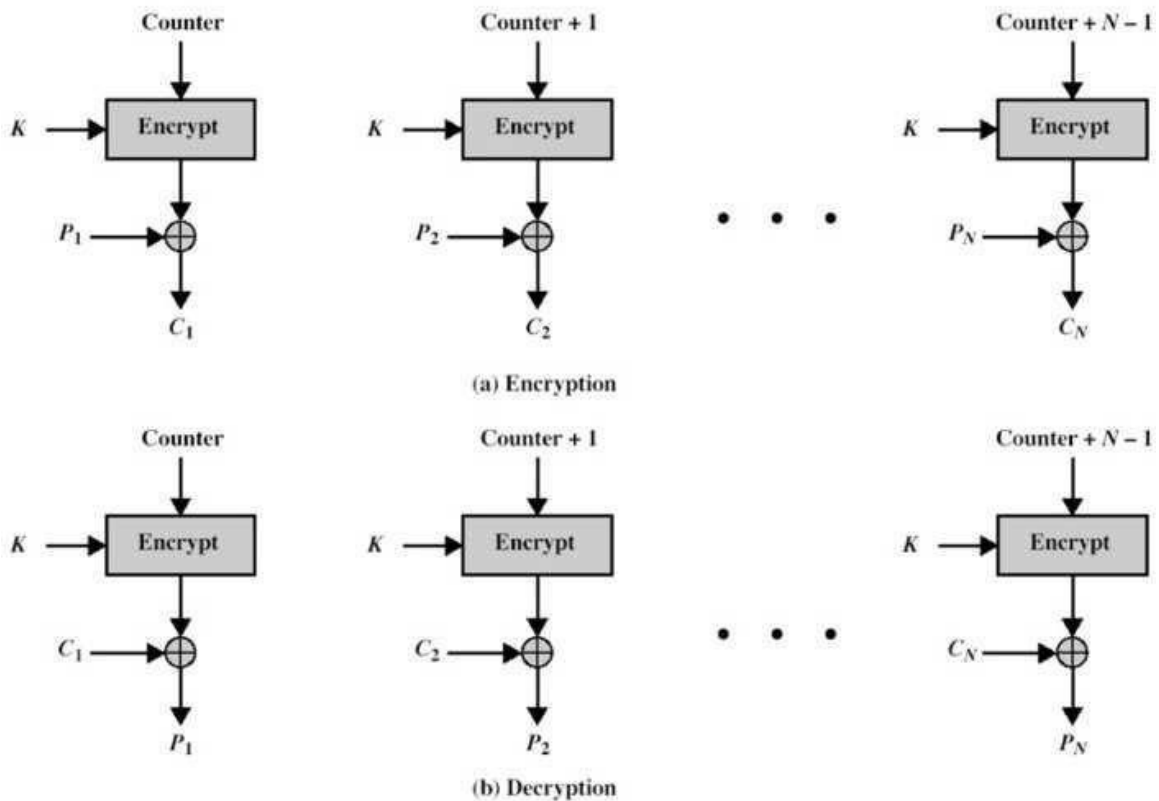 Counter Counter + 1 Counter + N – 1
K Encrypt K Encrypt K Encrypt
P1 P2 PN
C1 C2 CN
(a) Encryption
Counter Counter + 1 Counter + N – 1
K Encrypt K Encrypt K Encrypt
C1 C2 CN
P1 P2 PN
(b) Decryption